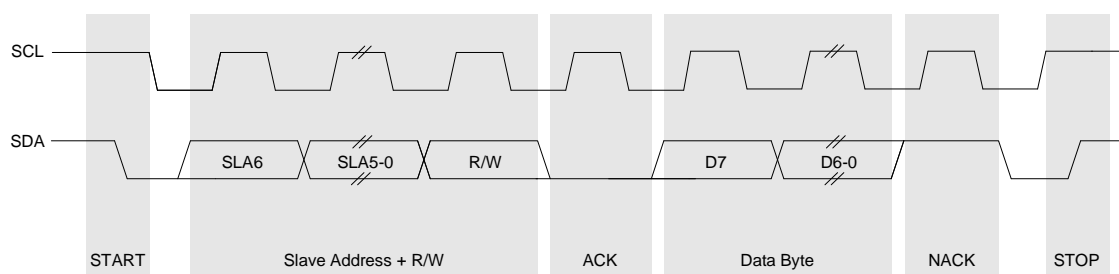 SCL
SDA
SLA6 SLA5-0 R/W D7 D6-0
START Slave Address + R/W ACK Data Byte NACK STOP